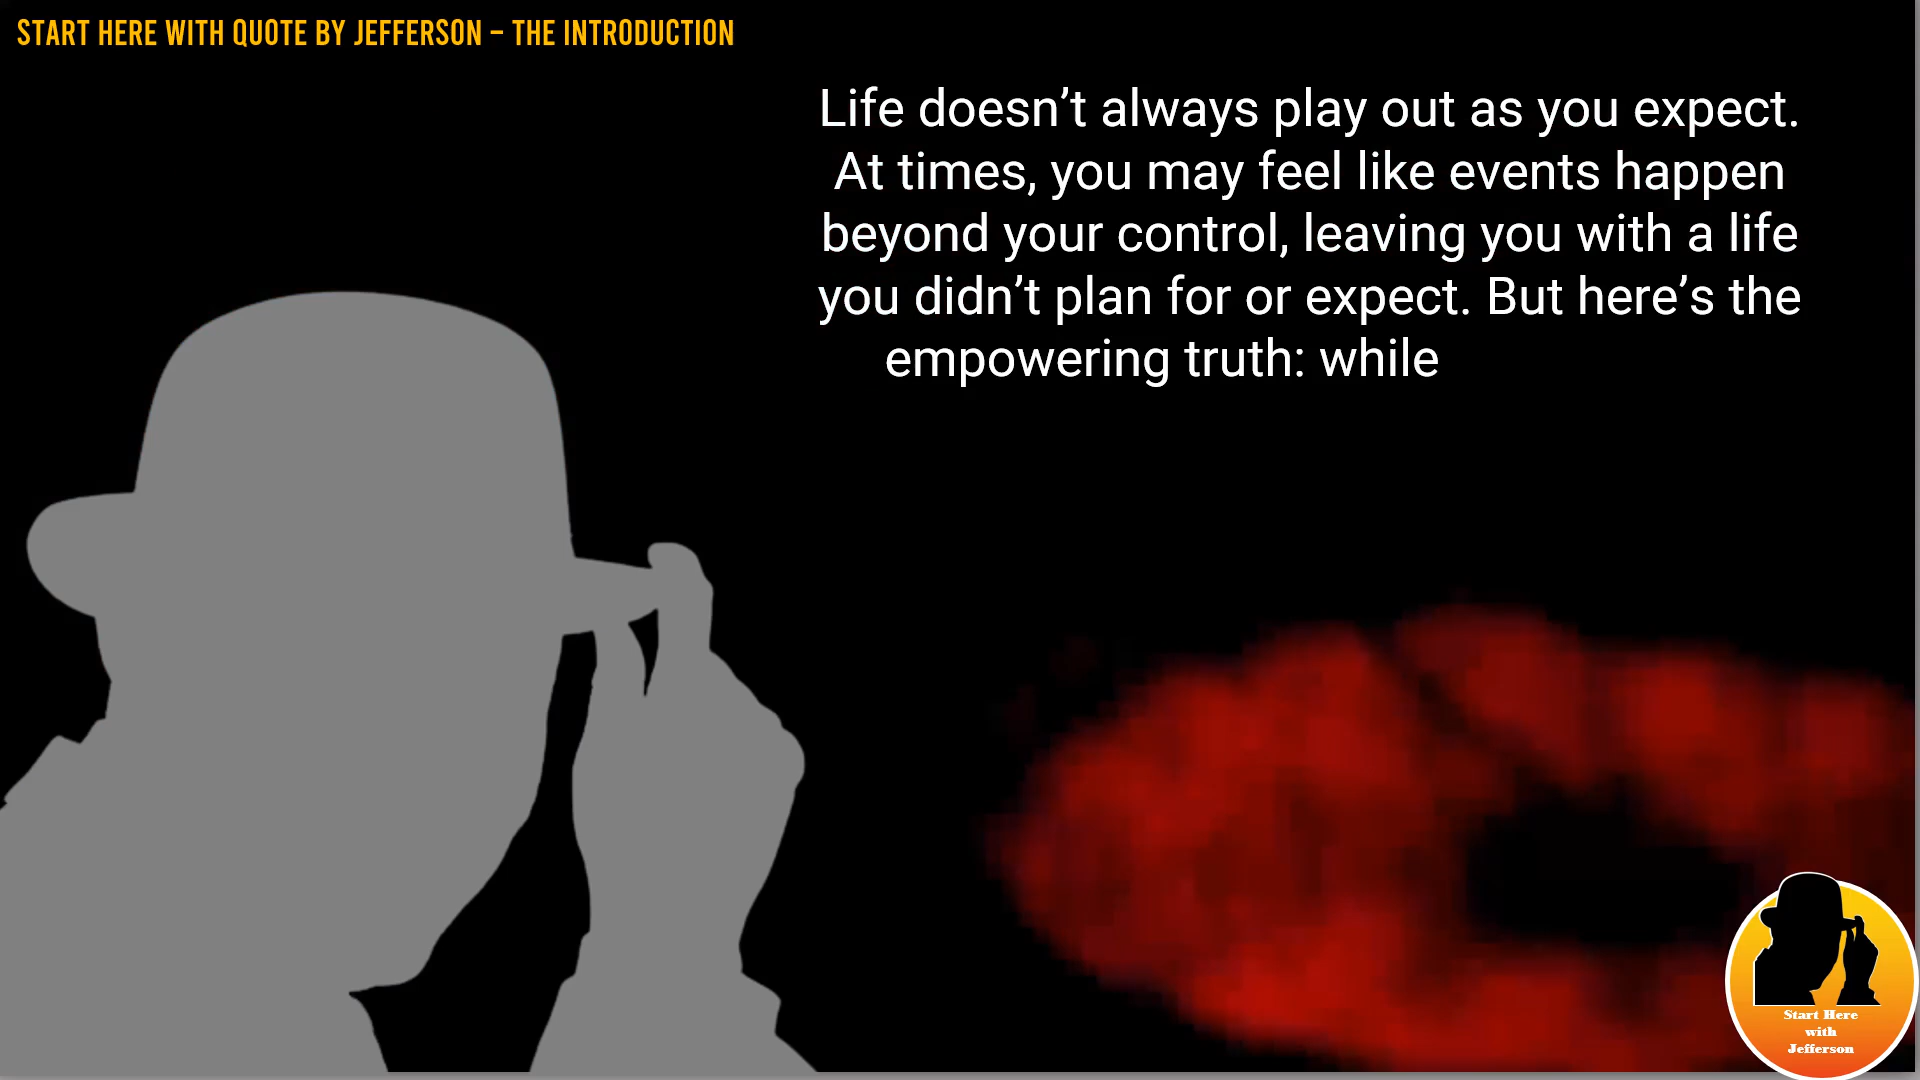 START HERE WITH QUOTE BY JEFFERSON – THE INTRODUCTION
Life doesn’t always play out as you expect.
At times, you may feel like events happen
beyond your control, leaving you with a life
you didn’t plan for or expect. But here’s the
empowering truth: while
Start Here
with
Jefferson